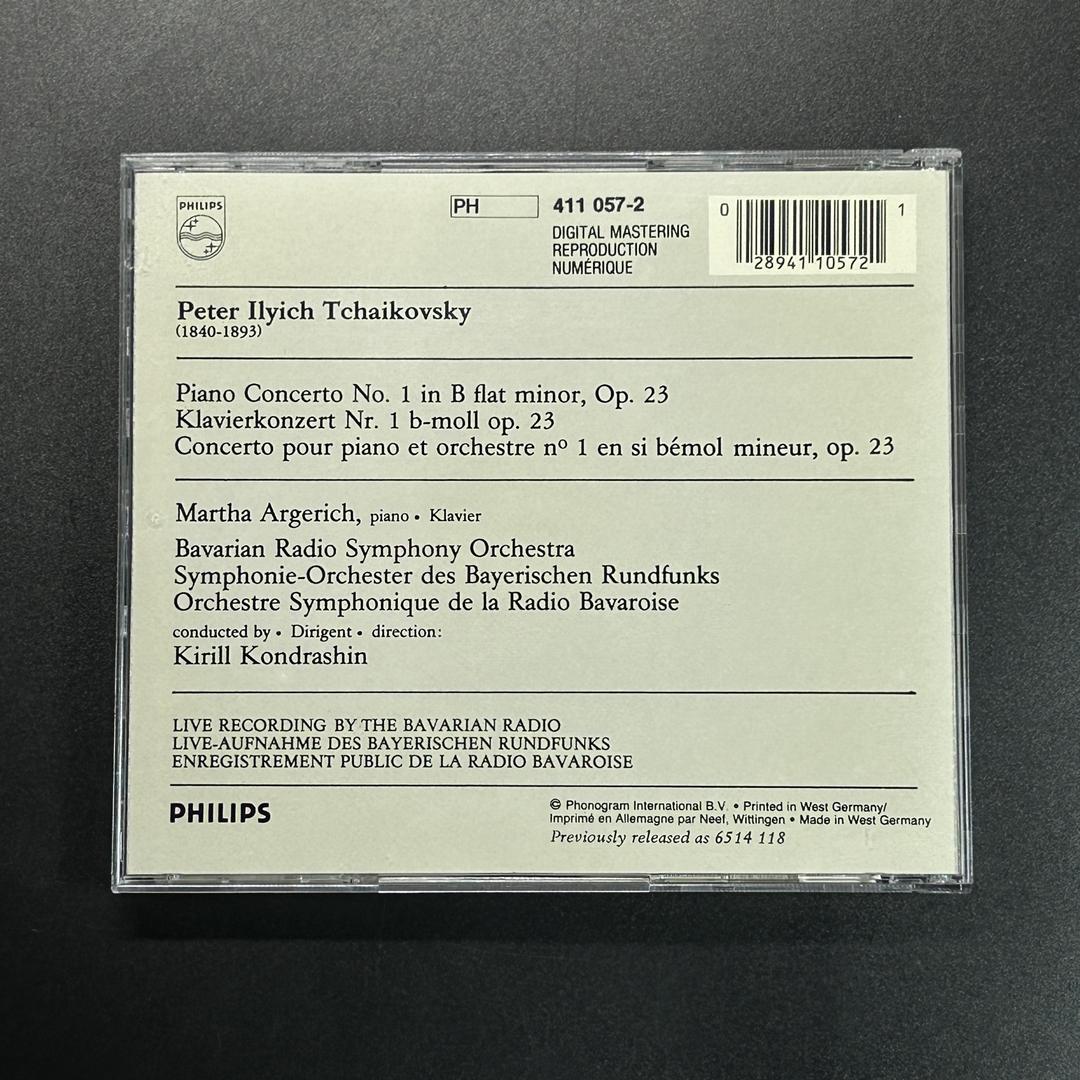 PHILIPS
PH
411 057-2
DIGITAL MASTERING
REPRODUCTION
NUMÉRIQUE
0 28941 10572 1
Peter Ilyich Tchaikovsky
(1840-1893)
Piano Concerto No. 1 in B flat minor, Op. 23
Klavierkonzert Nr. 1 b-moll op. 23
Concerto pour piano et orchestre nº 1 en si bémol mineur, op. 23
Martha Argerich, piano • Klavier
Bavarian Radio Symphony Orchestra
Symphonie-Orchester des Bayerischen Rundfunks
Orchestre Symphonique de la Radio Bavaroise
conducted by • Dirigent • direction:
Kirill Kondrashin
LIVE RECORDING BY THE BAVARIAN RADIO
LIVE-AUFNAHME DES BAYERISCHEN RUNDFUNKS
ENREGISTREMENT PUBLIC DE LA RADIO BAVAROISE
PHILIPS
© Phonogram International B.V. • Printed in West Germany/
Imprimé en Allemagne par Neef, Wittingen • Made in West Germany
Previously released as 6514 118